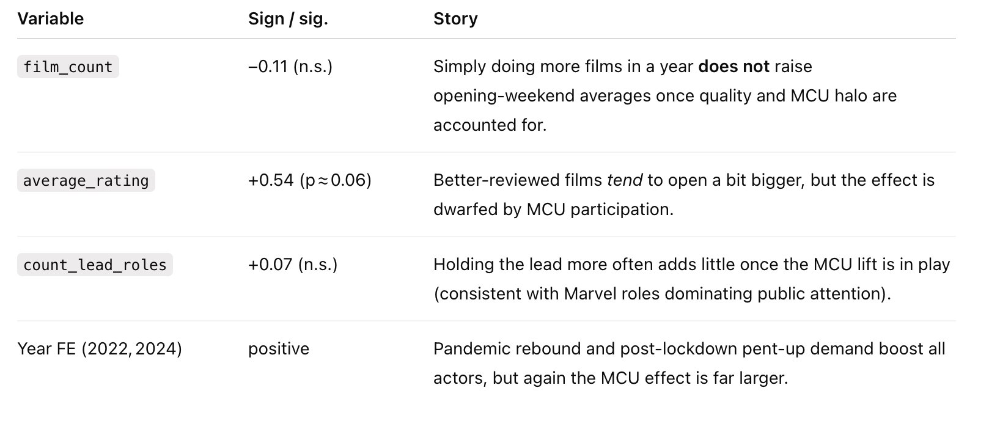 Variable Sign / sig. Story
film_count –0.11 (n.s.) Simply doing more films in a year does not raise
opening-weekend averages once quality and MCU halo are
accounted for.
average_rating +0.54 (p ≈ 0.06) Better-reviewed films tend to open a bit bigger, but the effect is
dwarfed by MCU participation.
count_lead_roles +0.07 (n.s.) Holding the lead more often adds little once the MCU lift is in play
(consistent with Marvel roles dominating public attention).
Year FE (2022, 2024) positive Pandemic rebound and post-lockdown pent-up demand boost all
actors, but again the MCU effect is far larger.